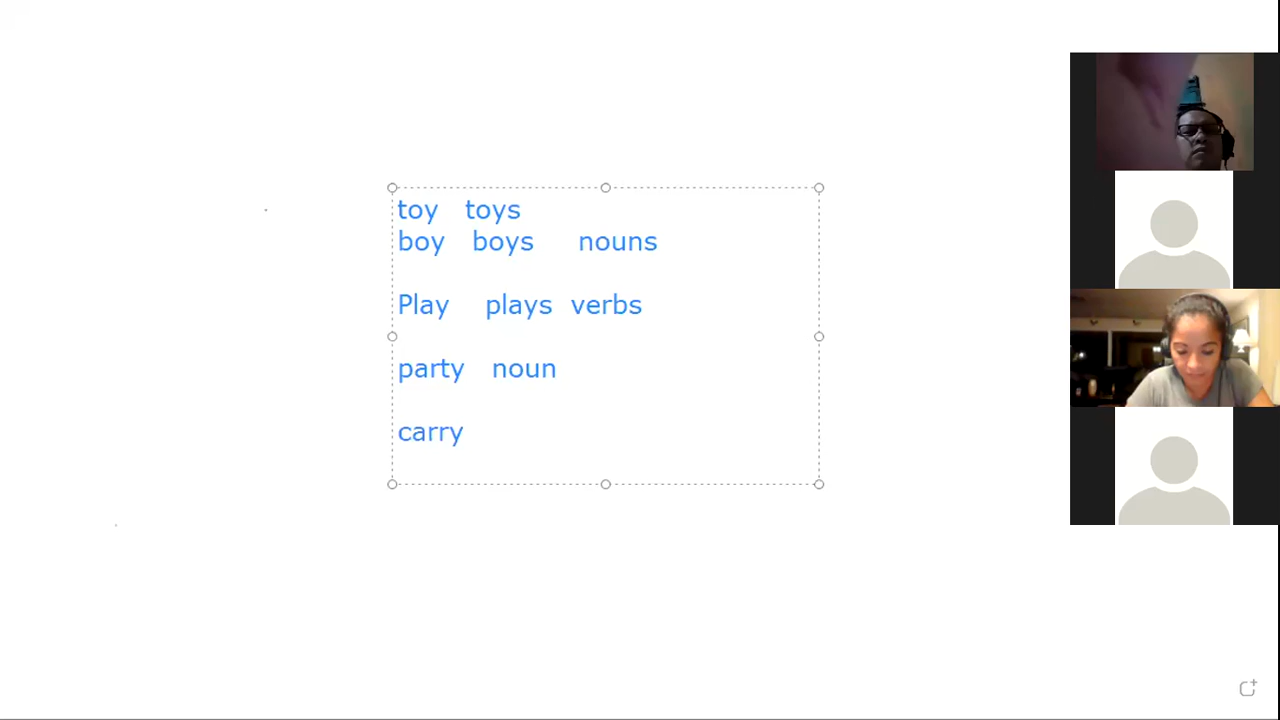 toy toys
boy boys nouns
Play plays verbs
party noun
carry